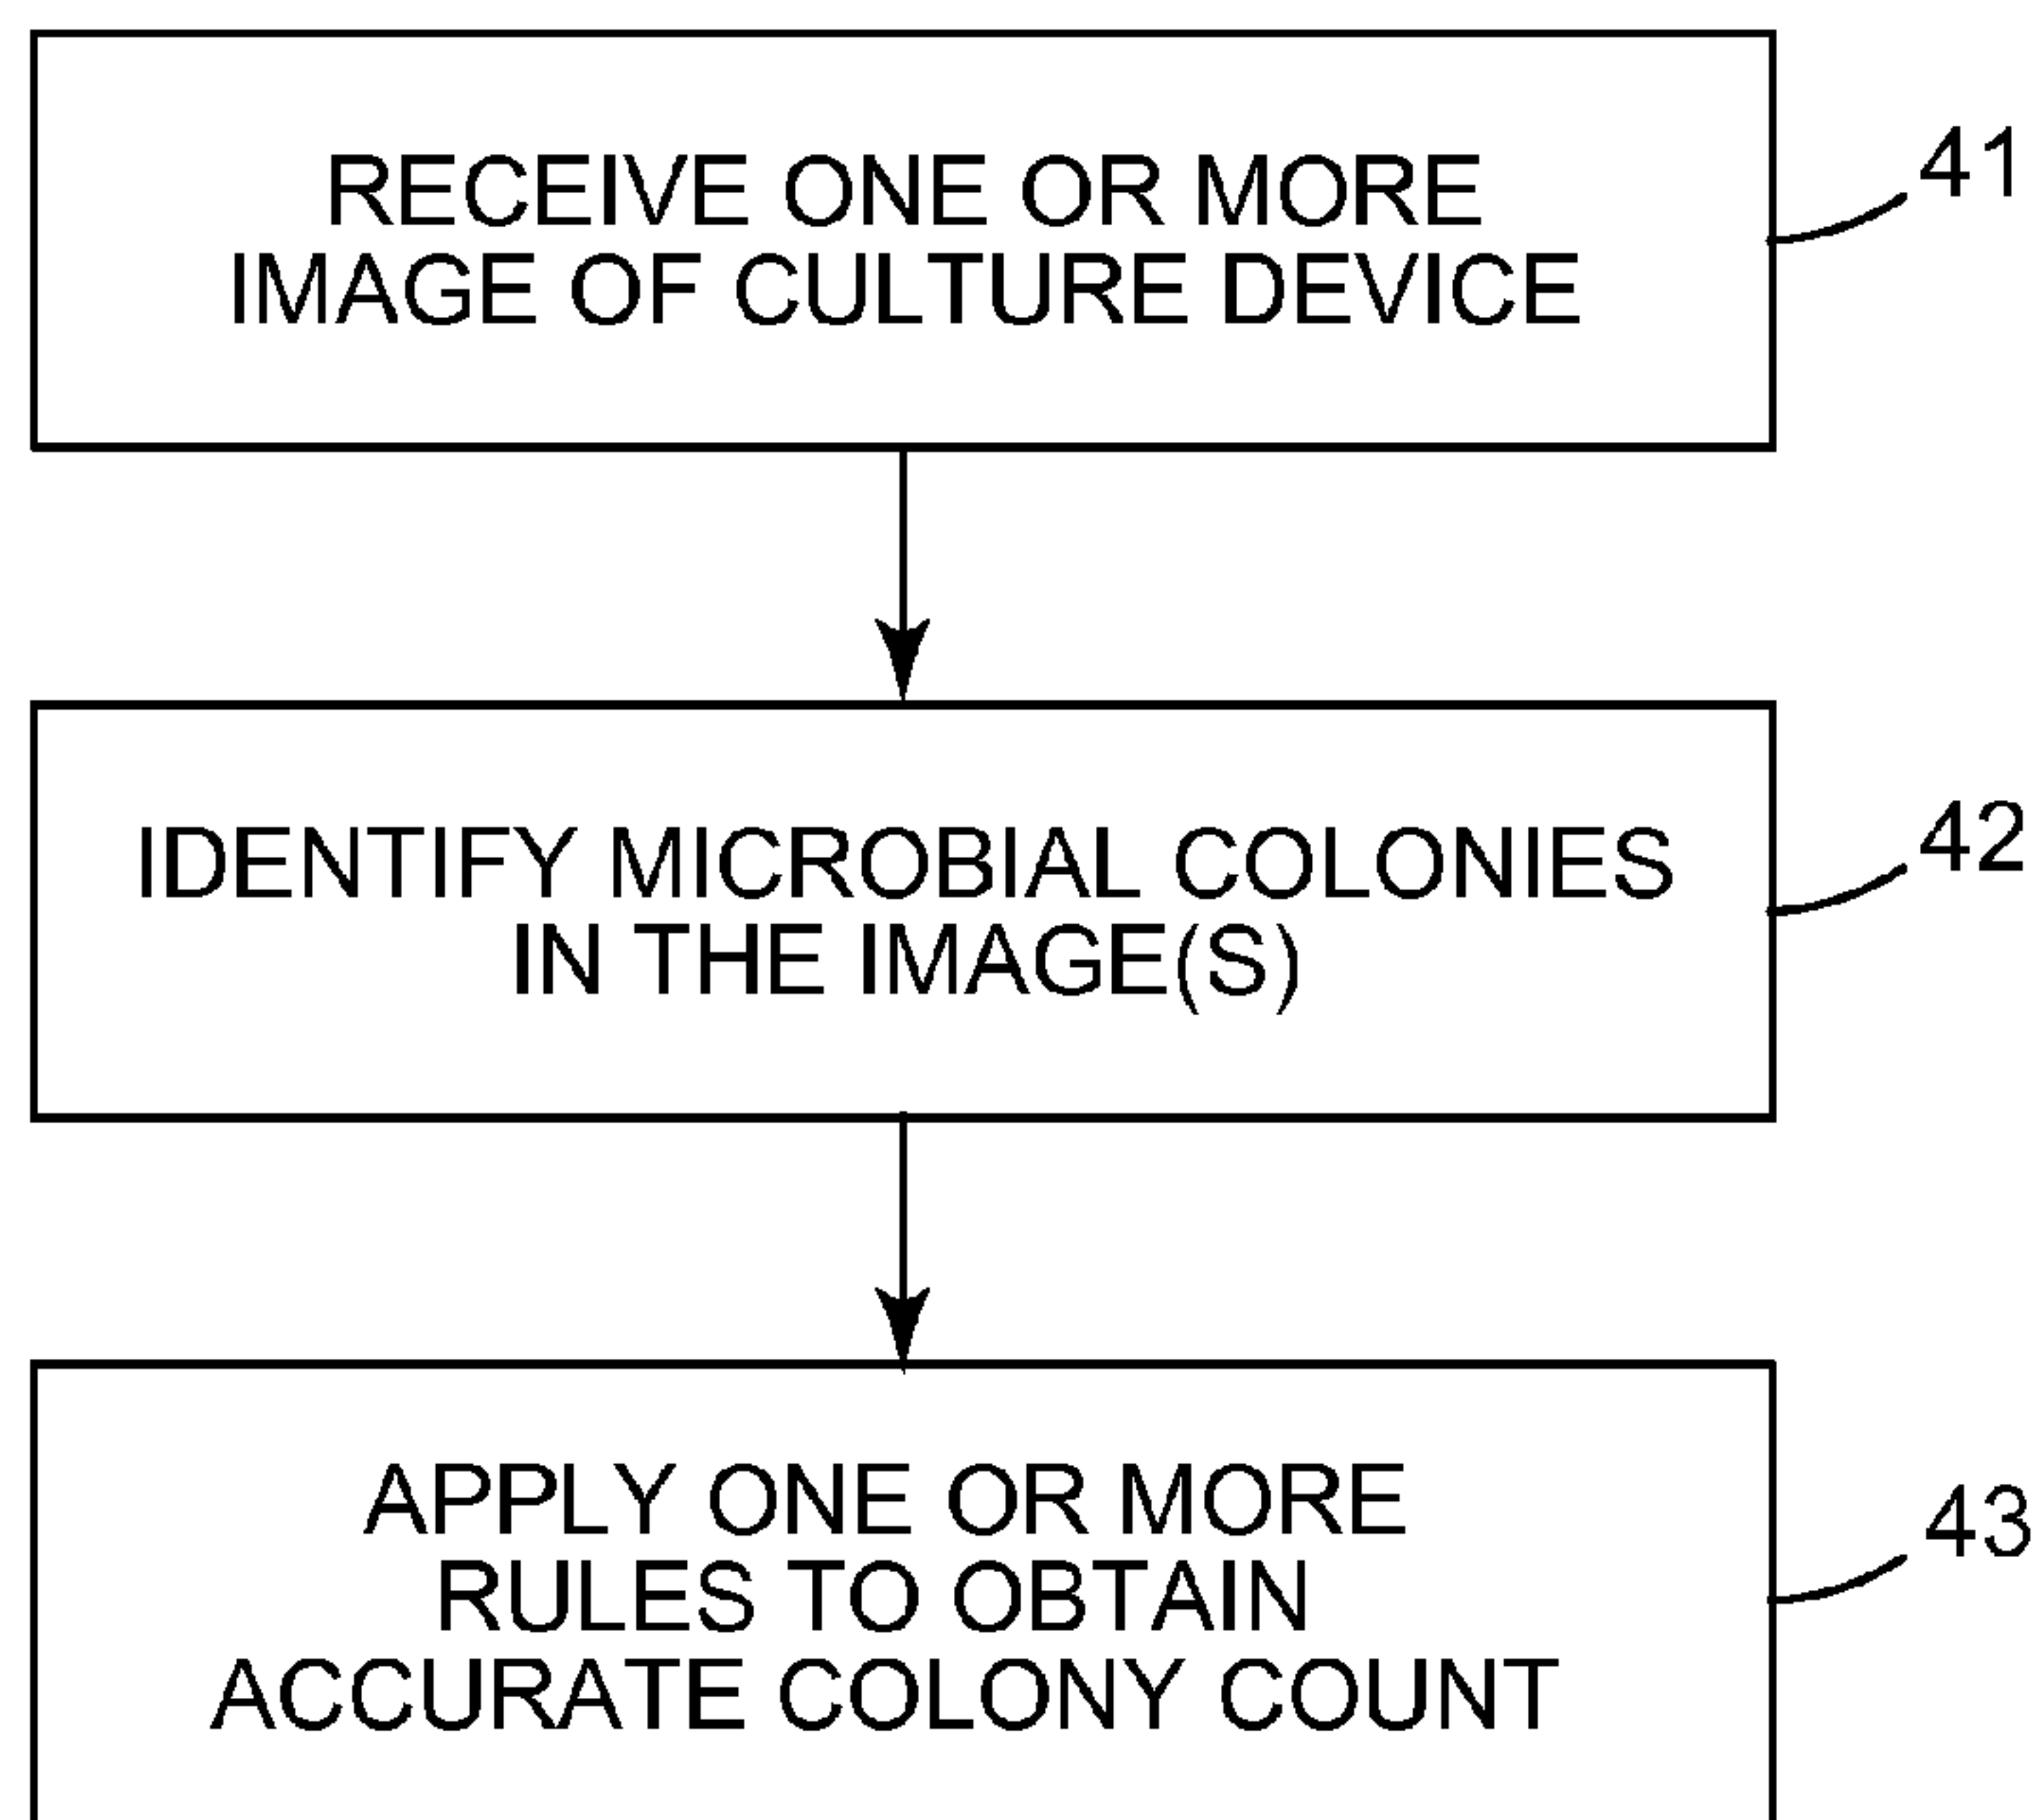 RECEIVE ONE OR MORE
IMAGE OF CULTURE DEVICE
41
IDENTIFY MICROBIAL COLONIES
IN THE IMAGE(S)
42
APPLY ONE OR MORE
RULES TO OBTAIN
ACCURATE COLONY COUNT
43